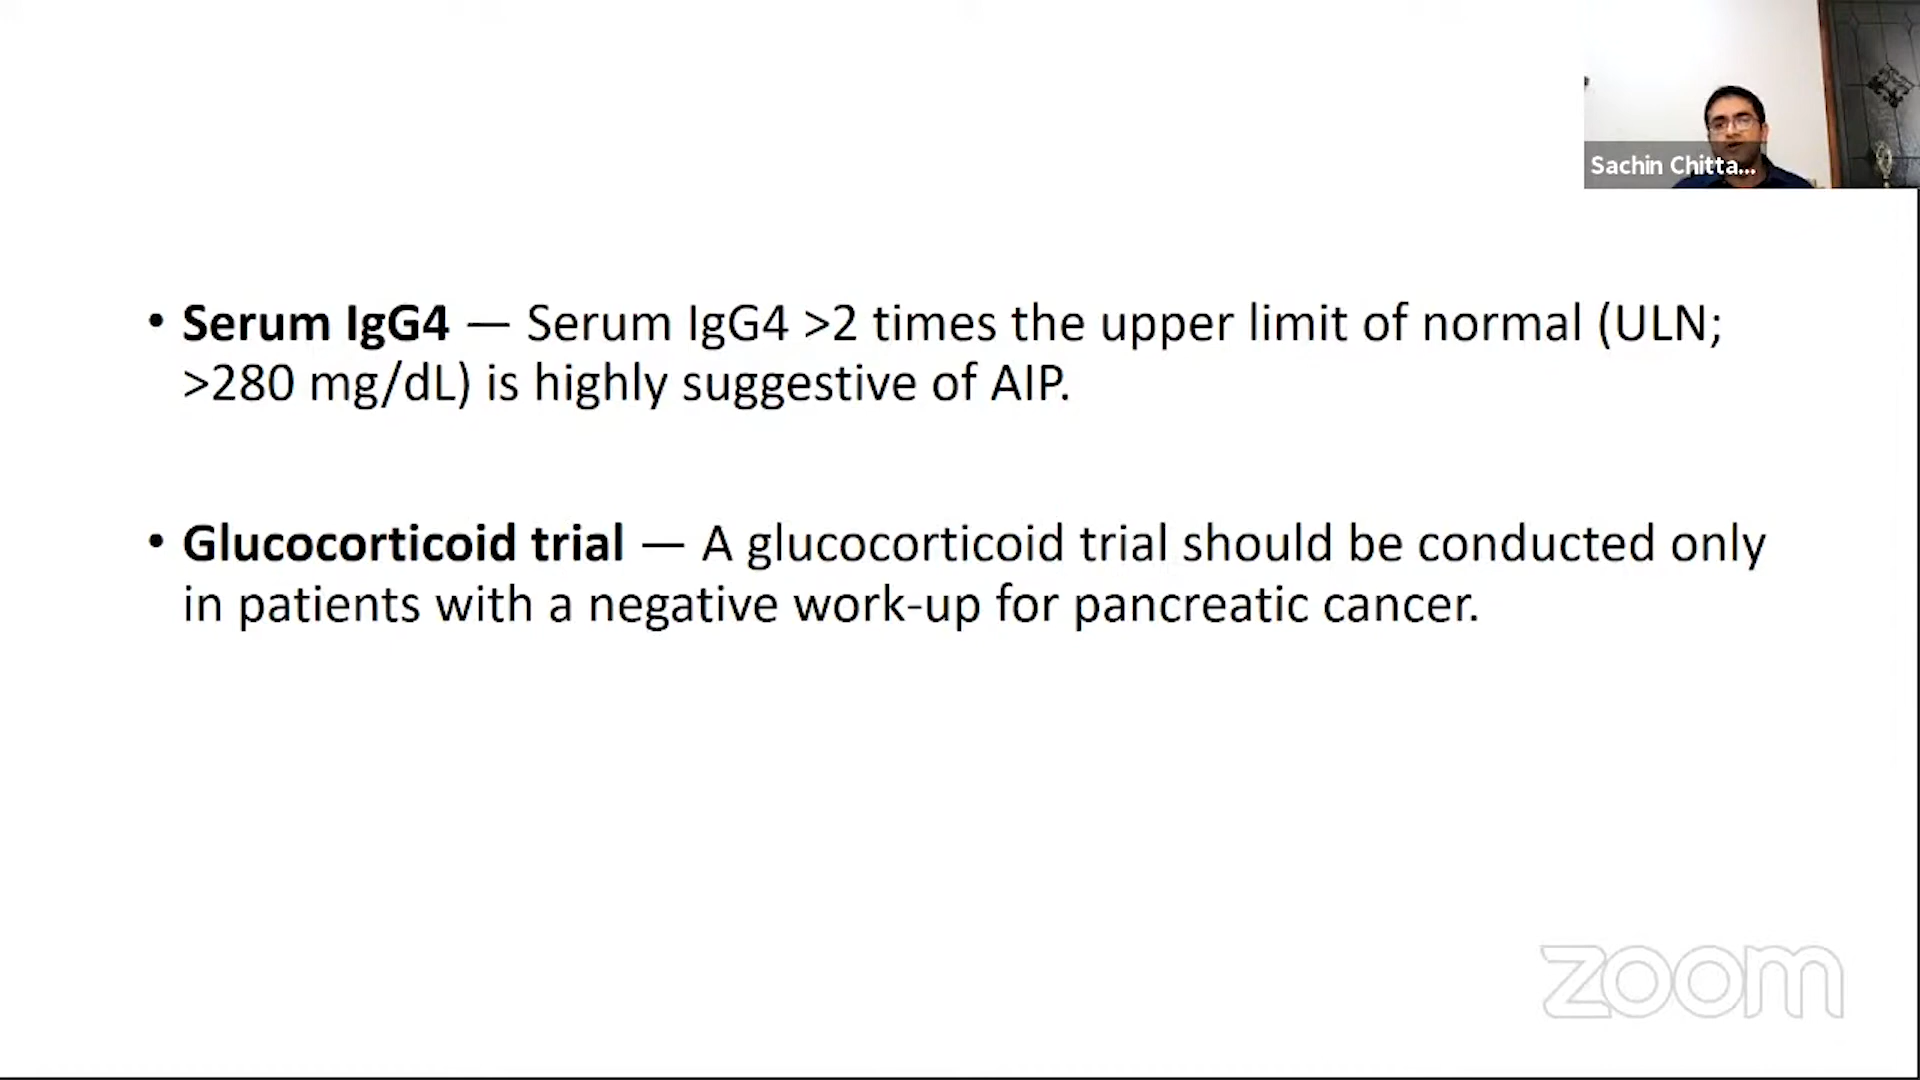 Sachin Chitta...
• Serum IgG4 — Serum IgG4 >2 times the upper limit of normal (ULN;
>280 mg/dL) is highly suggestive of AIP.
• Glucocorticoid trial — A glucocorticoid trial should be conducted only
in patients with a negative work-up for pancreatic cancer.
zoom